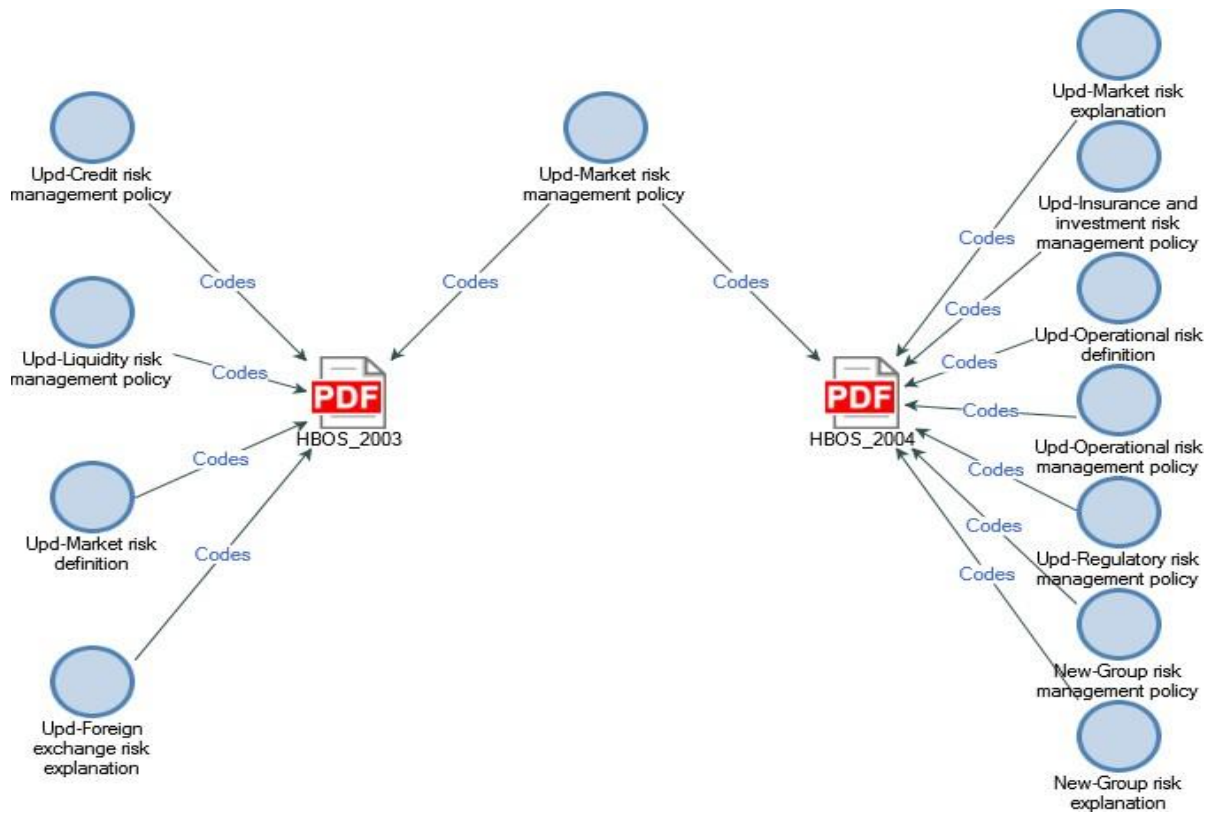 Upd-Market risk
explanation
Upd-Credit risk
management policy
Upd-Market risk
management policy
Upd-Insurance and
investment risk
management policy
Codes
Codes
Codes
Codes
Codes
Upd-Liquidity risk
management policy
Codes
Upd-Operational risk
definition
Codes
PDF
HBOS_2003
PDF
HBOS_2004
Codes
Upd-Operational risk
management policy
Codes
Codes
Upd-Market risk
definition
Codes
Codes
Codes
Upd-Regulatory risk
management policy
New-Group risk
management policy
Upd-Foreign
exchange risk
explanation
New-Group risk
explanation